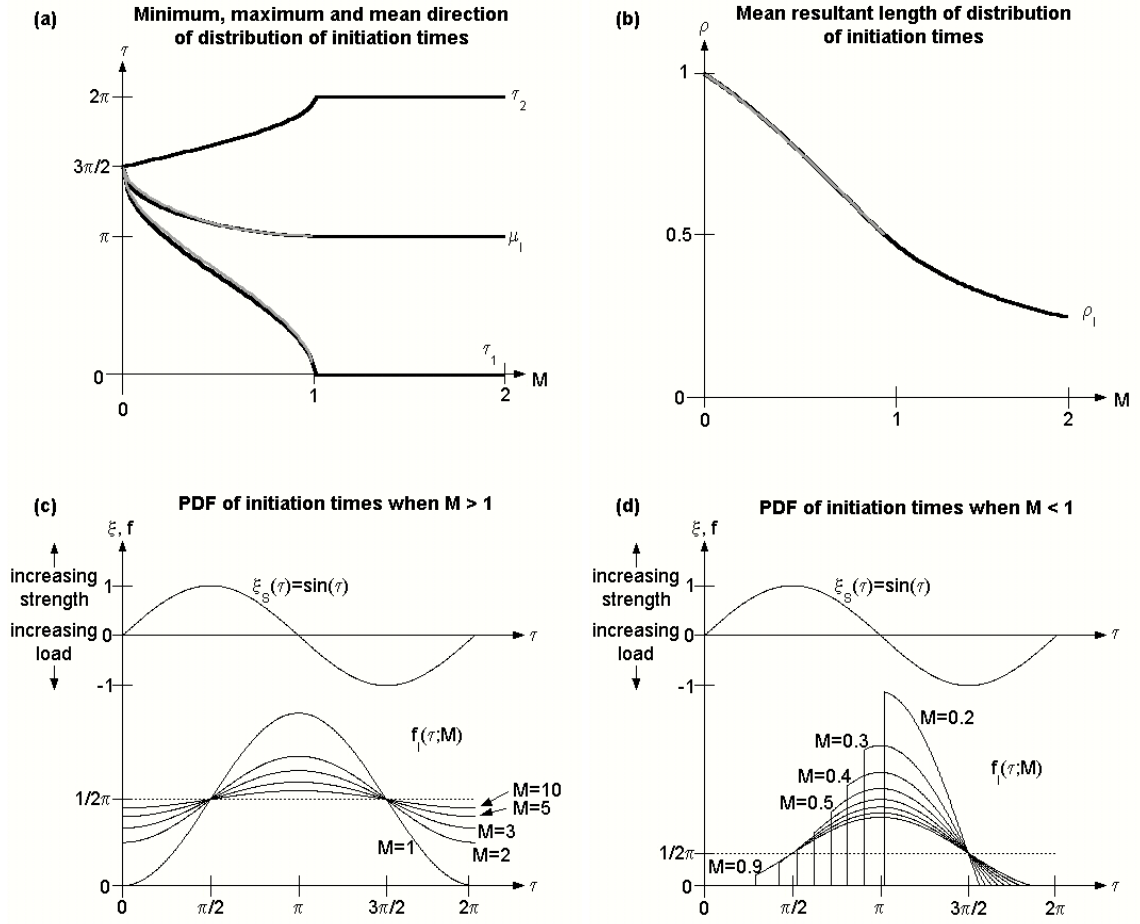 (a)
Minimum, maximum and mean direction
of distribution of initiation times
τ
2π
3π/2
π
0
τ2
μI
τ1
M
0
1
2
(b)
Mean resultant length of distribution
of initiation times
ρ
1
0.5
0
ρI
M
0
1
2
(c)
PDF of initiation times when M > 1
ξ, f
increasing
strength
increasing
load
1
0
-1
ξS(τ)=sin(τ)
τ
fI(τ;M)
1/2π
M=10
M=5
M=3
M=2
M=1
0
τ
0
π/2
π
3π/2
2π
(d)
PDF of initiation times when M < 1
ξ, f
increasing
strength
increasing
load
1
0
-1
ξS(τ)=sin(τ)
τ
M=0.2
M=0.3
fI(τ;M)
M=0.4
M=0.5
1/2π
M=0.9
0
τ
0
π/2
π
3π/2
2π